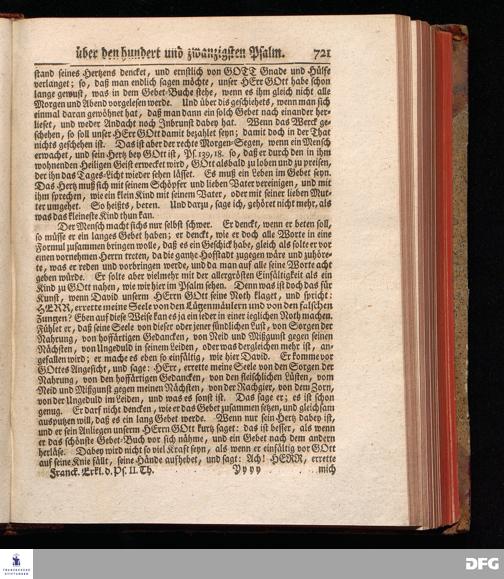 über den hundert und zwanzigsten Psalm. 721
stand seines Hertzens dencket, und ernstlich von GOTT Gnade und Hülfe
verlanget; so, daß man endlich sagen möchte, unser HErr GOtt habe schon
lange gewust, was in dem Gebet-Buche stehe, wenn es ihm gleich nicht alle
Morgen und Abend vorgelesen werde. Und über dis geschiehets, wenn man sich
einmal daran gewöhnet hat, daß man dann ein solch Gebet nach einander her-
lieset, und weder Andacht noch Inbrunst dabey hat. Wenn das Werck ge-
schehen, so soll unser HErr GOtt damit bezahlt seyn; damit doch in der That
nichts geschehen ist. Das ist aber der rechte Morgen-Segen, wenn ein Mensch
erwachet, und sein Hertz bey GOtt ist, Ps. 139, 18. so, daß er durch den in ihm
wohnenden Heiligen Geist erwecket wird, GOtt alsbald zu loben und zu preisen,
der ihn das Tages-Licht wieder sehen lässet. Es muß ein Leben im Gebet seyn.
Das Hertz muß sich mit seinem Schöpfer und lieben Vater vereinigen, und mit
ihm sprechen, wie ein klein Kind mit seinem Vater, oder mit seiner lieben Mut-
ter umgehet. So heißts, beten. Und darzu, sage ich, gehöret nicht mehr, als
was das kleineste Kind thun kan.
Der Mensch macht sichs nur selbst schwer. Er denckt, wenn er beten soll,
so müsse er ein langes Gebet haben; er denckt, wie er doch alle Worte in eine
Formul zusammen bringen wolle, daß es ein Geschick habe, gleich als solte er vor
einen vornehmen Herrn treten, da die gantze Hofstadt zugegen wäre und zuhöre-
te, was er reden und vorbringen werde, und da man auf alle seine Worte acht
geben würde. Er solte aber vielmehr mit der allergrösten Einfältigkeit als ein
Kind zu GOtt nahen, wie wir hier im Psalm sehen. Denn was ist doch das für
Kunst, wenn David unserm HErrn GOtt seine Noth klaget, und spricht:
HERR, errette meine Seele von den Lügenmäulern und von den falschen
Zungen? Eben auf diese Weise kan es ja ein ieder in einer ieglichen Noth machen.
Fühlet er, daß seine Seele von dieser oder jener sündlichen Lust, von Sorgen der
Nahrung, von hoffärtigen Gedancken, von Neid und Mißgunst gegen seinen
Nächsten, von Ungeduld in seinem Leiden, oder was dergleichen mehr ist, an-
gefallen wird; er mache es eben so einfältig, wie hier David. Er komme vor
GOttes Angesicht, und sage: HErr, errette meine Seele von den Sorgen der
Nahrung, von den hoffärtigen Gedancken, von den fleischlichen Lüsten, vom
Neid und Mißgunst gegen meinen Nächsten, von der Rachgier, von dem Zorn,
von der Ungeduld im Leiden, und was es sonst ist. Das sage er; es ist schon
genug. Er darf nicht dencken, wie er das Gebet zusammen setzen, und gleich sam
ausputzen will, daß es ein lang Gebet werde. Wenn nur sein Hertz dabey ist,
und er sein Anliegen unserm HErrn GOtt kurtz saget: das ist besser, als wenn
er das schönste Gebet-Buch vor sich nähme, und ein Gebet nach dem andern
herläse. Dabey wird nicht so viel Kraft seyn, als wenn er einfältig vor GOtt
auf seine Knie fällt, seine Hände aufhebet, und sagt: Ach! HERR, errette
Franck. Erkl. d. Ps. II. Th. Yyyy mich
FRANCKESCHE
STIFTUNGEN
DFG